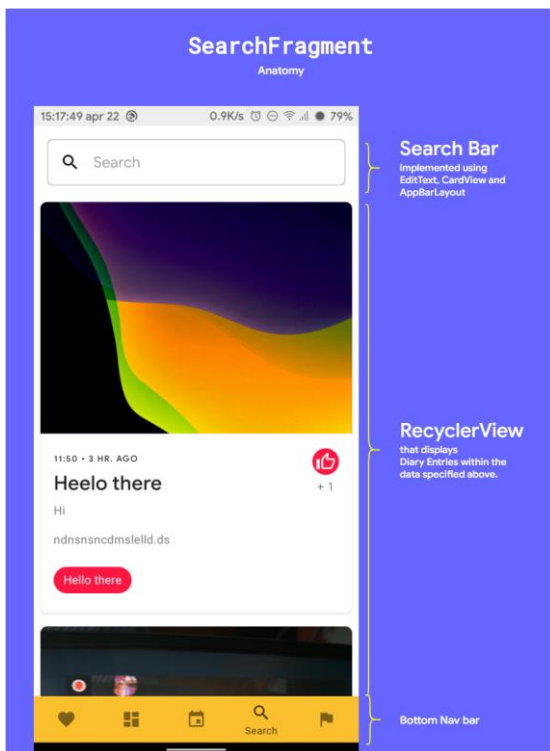 SearchFragment
Anatomy
15:17:49 apr 22 0.9K/s 79%
Search
Search Bar
implemented using
EditText, CardView and
AppBarLayout
11:50 • 3 HR. AGO
Heelo there
+ 1
Hi
ndnsnsncdmslelld.ds
Hello there
RecyclerView
that displays
Diary Entries within the
data specified above.
Search
Bottom Nav bar